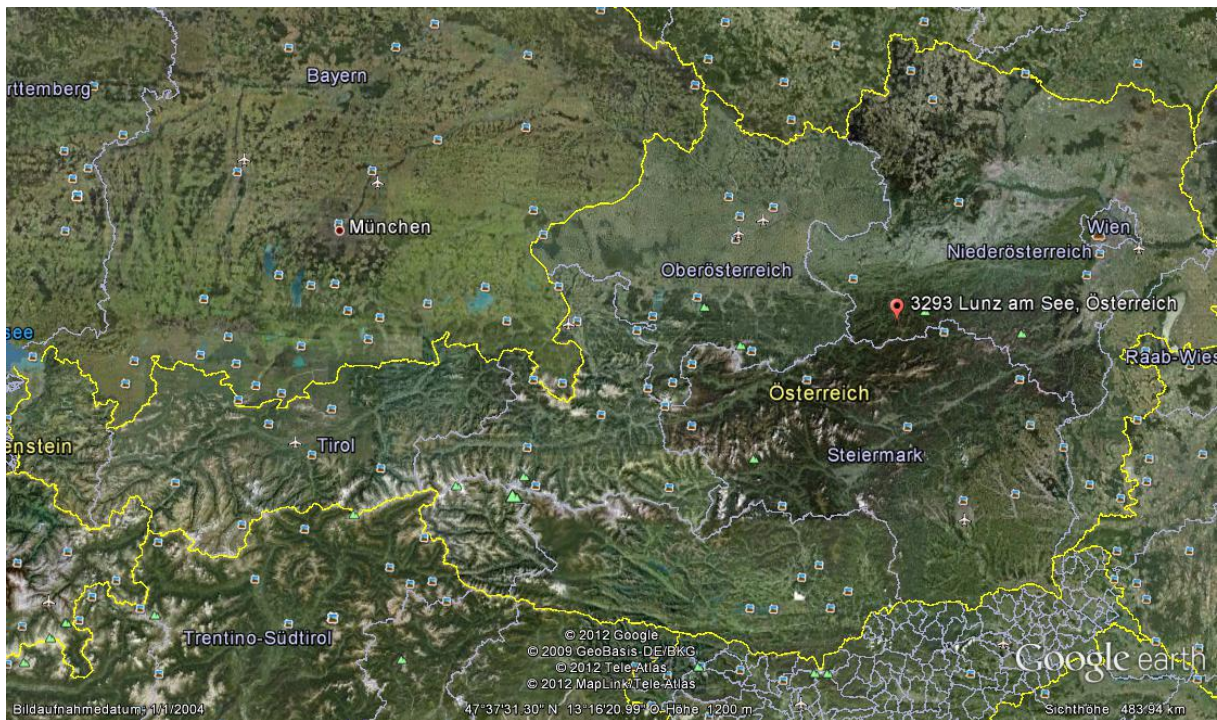 Bayern
rttemberg
München
Wien
Niederösterreich
Oberösterreich
3293 Lunz am See, Österreich
see
Raab-Wies
Österreich
enstein
Tirol
Steiermark
Trentino-Südtirol
© 2012 Google
© 2009 GeoBasis-DE/BKG
© 2012 Tele Atlas
© 2012 MapLink/Tele Atlas
Google earth
Bildaufnahmedatum: 1/1/2004
47°37'31.30" N 13°16'20.99" O Höhe 1200 m
Sichthöhe 483.94 km